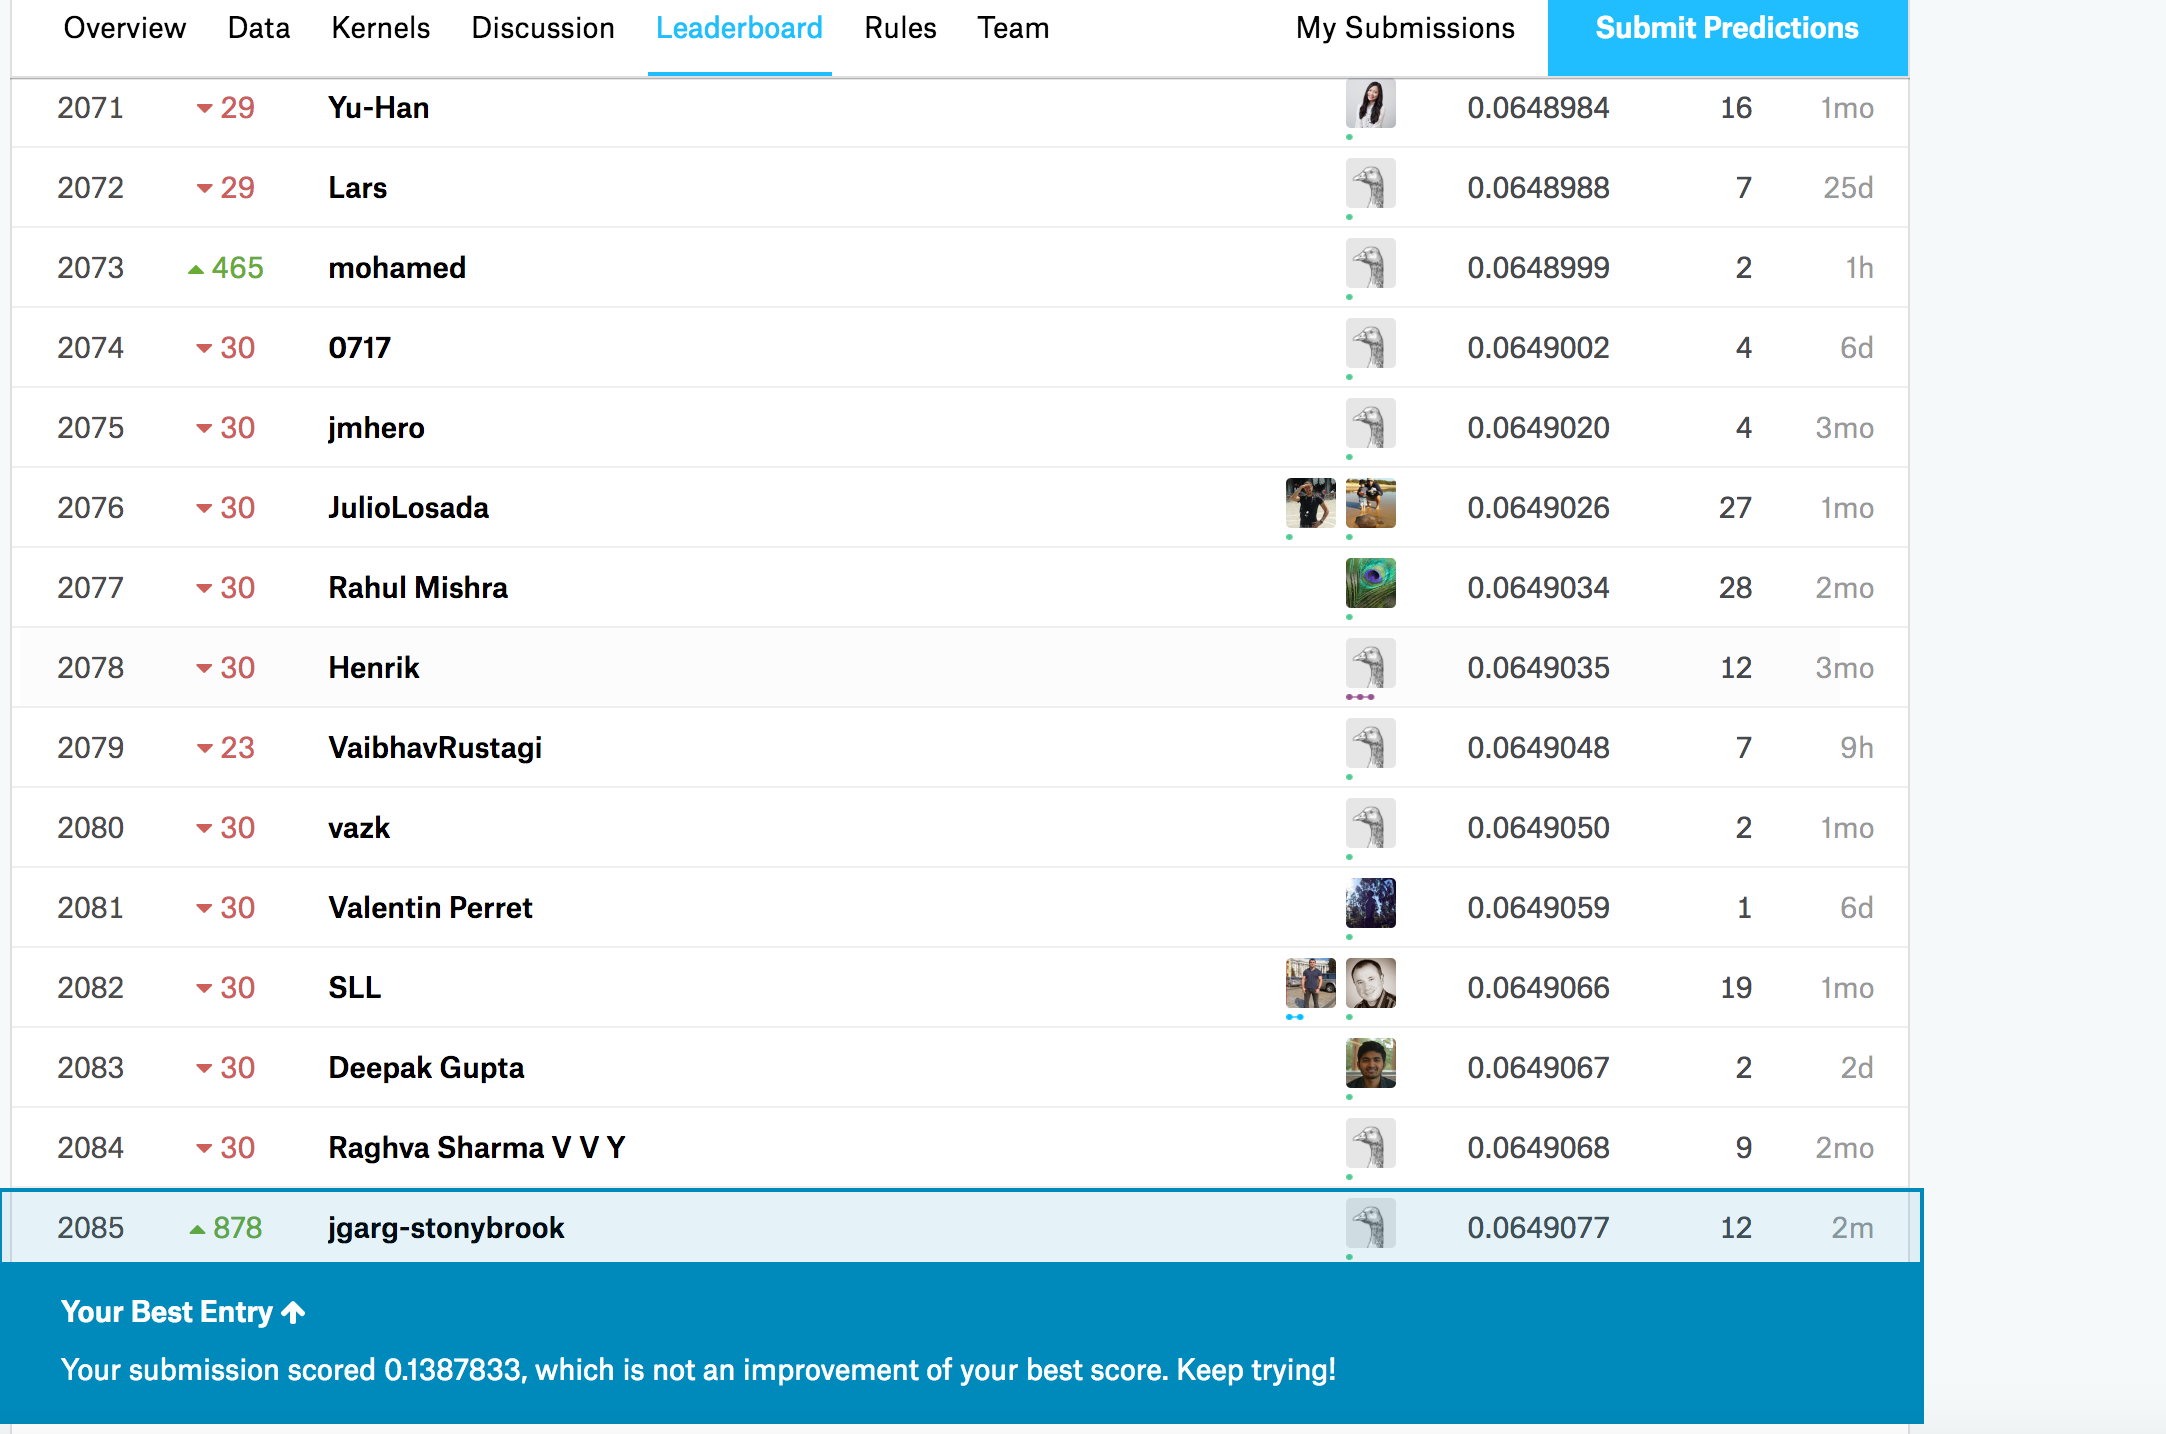 Overview Data Kernels Discussion Leaderboard Rules Team My Submissions Submit Predictions
2071 29 Yu-Han 0.0648984 16 1mo
2072 29 Lars 0.0648988 7 25d
2073 465 mohamed 0.0648999 2 1h
2074 30 0717 0.0649002 4 6d
2075 30 jmhero 0.0649020 4 3mo
2076 30 JulioLosada 0.0649026 27 1mo
2077 30 Rahul Mishra 0.0649034 28 2mo
2078 30 Henrik 0.0649035 12 3mo
2079 23 VaibhavRustagi 0.0649048 7 9h
2080 30 vazk 0.0649050 2 1mo
2081 30 Valentin Perret 0.0649059 1 6d
2082 30 SLL 0.0649066 19 1mo
2083 30 Deepak Gupta 0.0649067 2 2d
2084 30 Raghva Sharma V V Y 0.0649068 9 2mo
2085 878 jgarg-stonybrook 0.0649077 12 2m
Your Best Entry
Your submission scored 0.1387833, which is not an improvement of your best score. Keep trying!